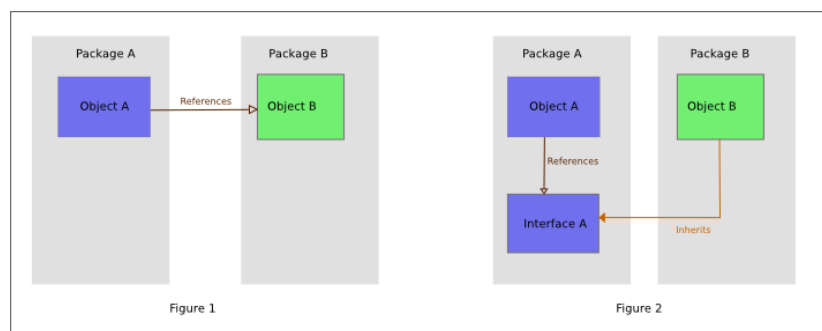 Package A
Package B
Object A
References
Object B
Figure 1
Package A
Package B
Object A
Object B
References
Interface A
Inherits
Figure 2